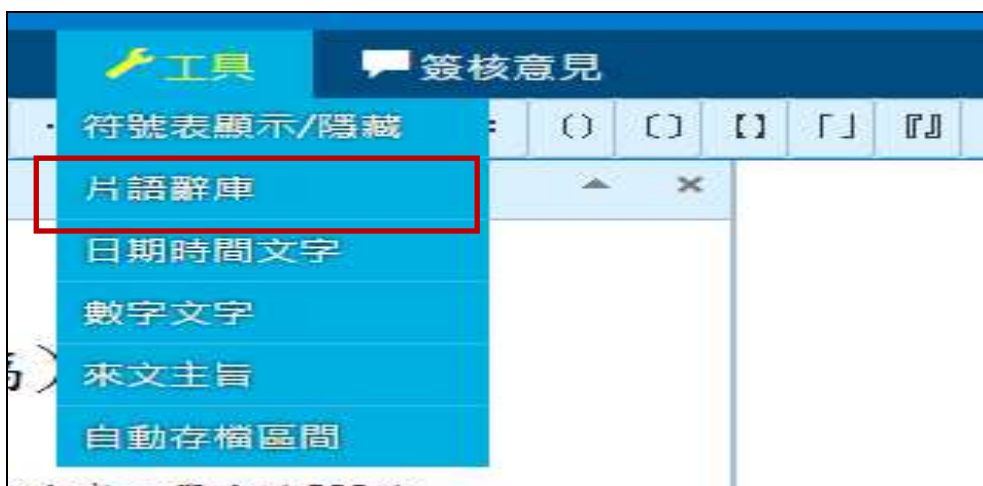 工具 簽核意見
符號表顯示/隱藏 : () 〔〕 【】 「」 『』
片語辭庫
日期時間文字
數字文字
來文主旨
自動存檔區間